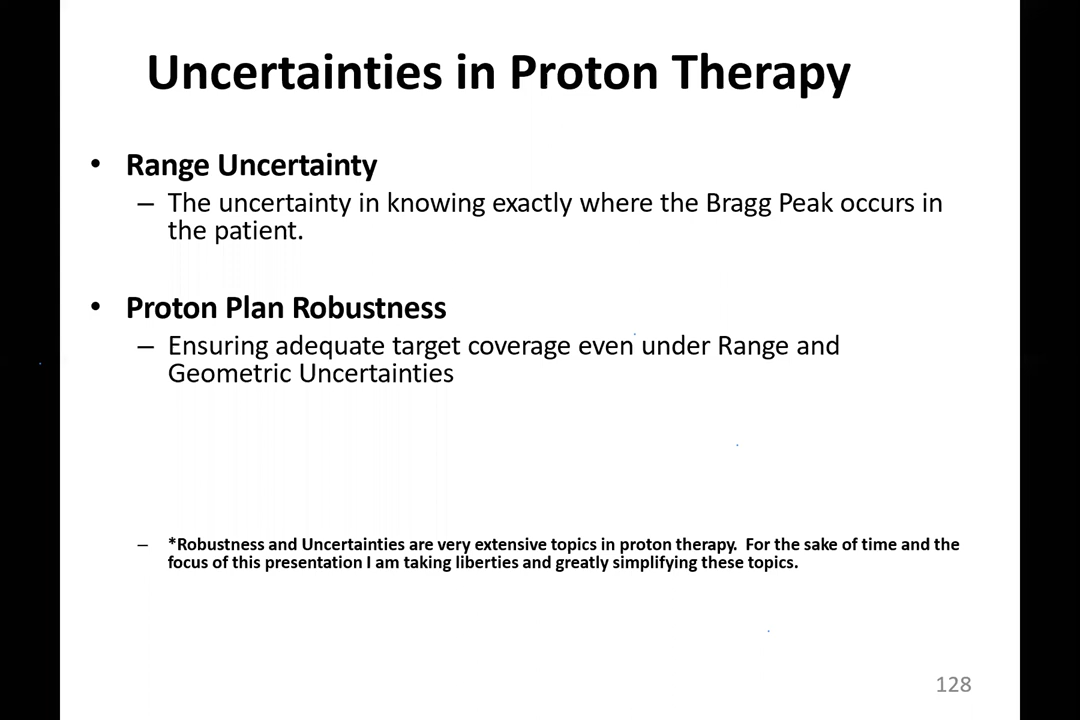 Uncertainties in Proton Therapy
• Range Uncertainty
– The uncertainty in knowing exactly where the Bragg Peak occurs in
the patient.
• Proton Plan Robustness
– Ensuring adequate target coverage even under Range and
Geometric Uncertainties
– *Robustness and Uncertainties are very extensive topics in proton therapy. For the sake of time and the
focus of this presentation I am taking liberties and greatly simplifying these topics.
128